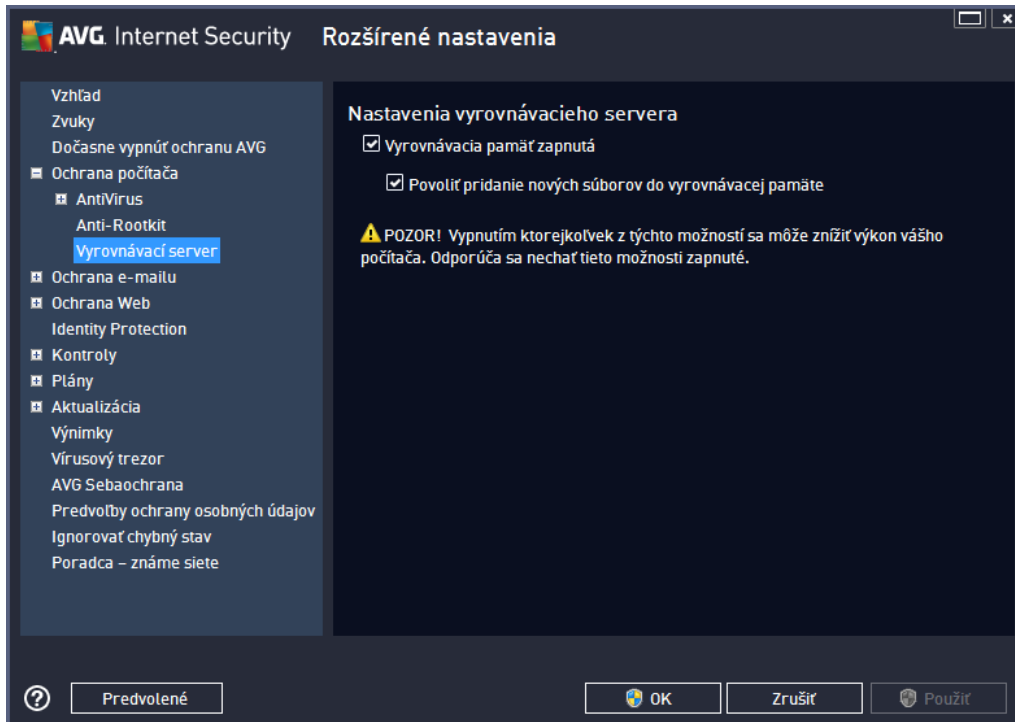 AVG. Internet Security
Rozšírené nastavenia
Vzhľad
Zvuky
Dočasne vypnúť ochranu AVG
Ochrana počítača
AntiVirus
Anti-Rootkit
Vyrovnávací server
Ochrana e-mailu
Ochrana Web
Identity Protection
Kontroly
Plány
Aktualizácia
Výnimky
Vírusový trezor
AVG Sebaochrana
Predvoľby ochrany osobných údajov
Ignorovať chybný stav
Poradca – známe siete
Nastavenia vyrovnávacieho servera
Vyrovnávacia pamäť zapnutá
Povoliť pridanie nových súborov do vyrovnávacej pamäte
POZOR! Vypnutím ktorejkoľvek z týchto možností sa môže znížiť výkon vášho
počítača. Odporúča sa nechať tieto možnosti zapnuté.
Predvolené
OK
Zrušiť
Použiť